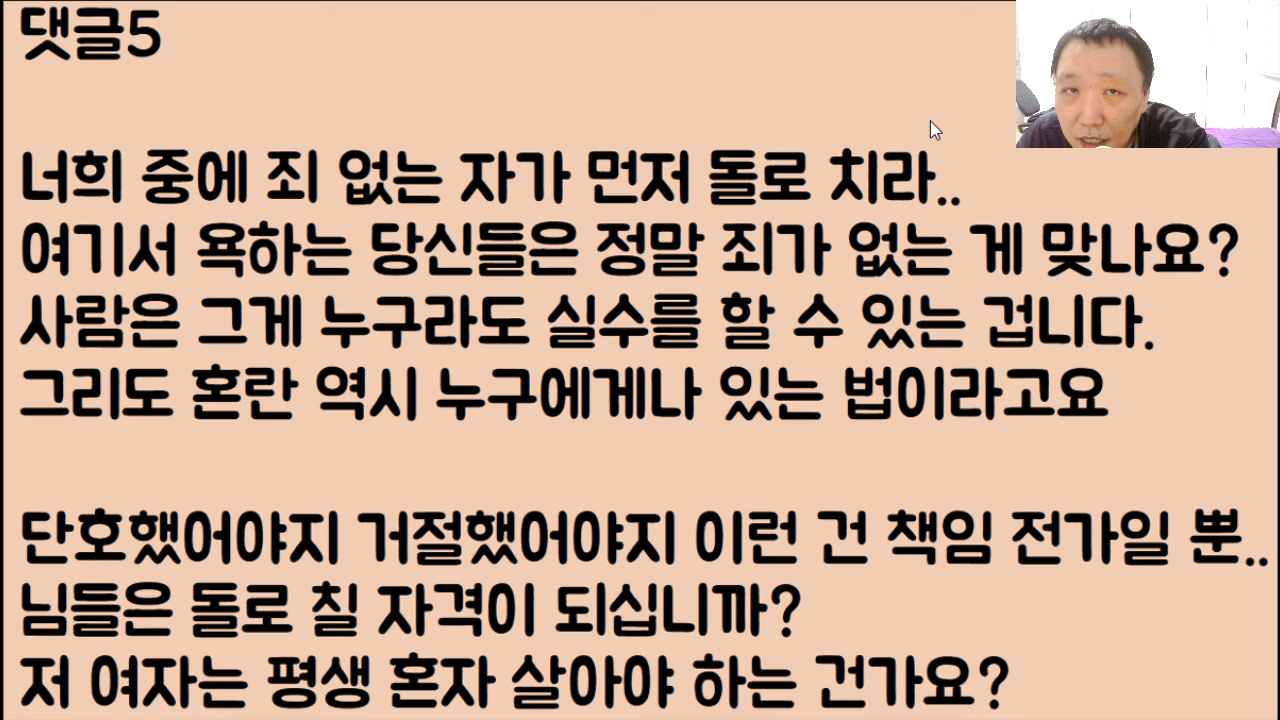 댓글5
너희 중에 죄 없는 자가 먼저 돌로 치라..
여기서 욕하는 당신들은 정말 죄가 없는 게 맞나요?
사람은 그게 누구라도 실수를 할 수 있는 겁니다.
그리도 혼란 역시 누구에게나 있는 법이라고요
단호했어야지 거절했어야지 이런 건 책임 전가일 뿐..
님들은 돌로 칠 자격이 되십니까?
저 여자는 평생 혼자 살아야 하는 건가요?